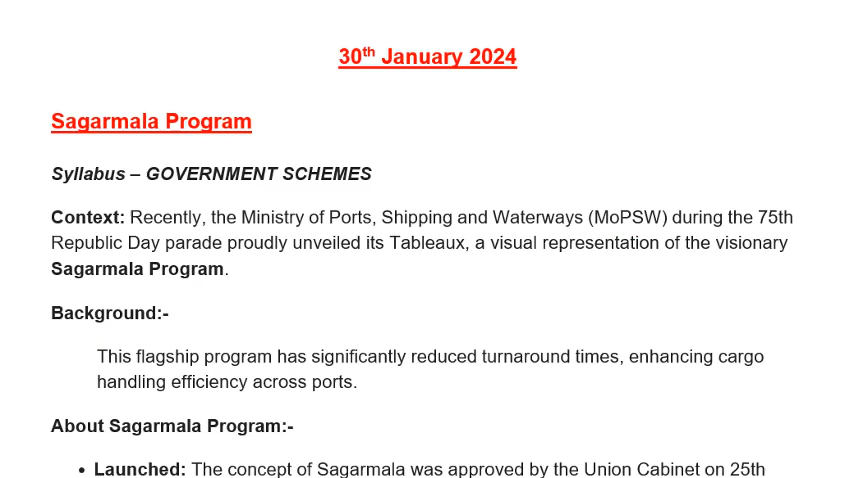 30th January 2024
Sagarmala Program
Syllabus – GOVERNMENT SCHEMES
Context: Recently, the Ministry of Ports, Shipping and Waterways (MoPSW) during the 75th
Republic Day parade proudly unveiled its Tableaux, a visual representation of the visionary
Sagarmala Program.
Background:-
This flagship program has significantly reduced turnaround times, enhancing cargo
handling efficiency across ports.
About Sagarmala Program:-
• Launched: The concept of Sagarmala was approved by the Union Cabinet on 25th